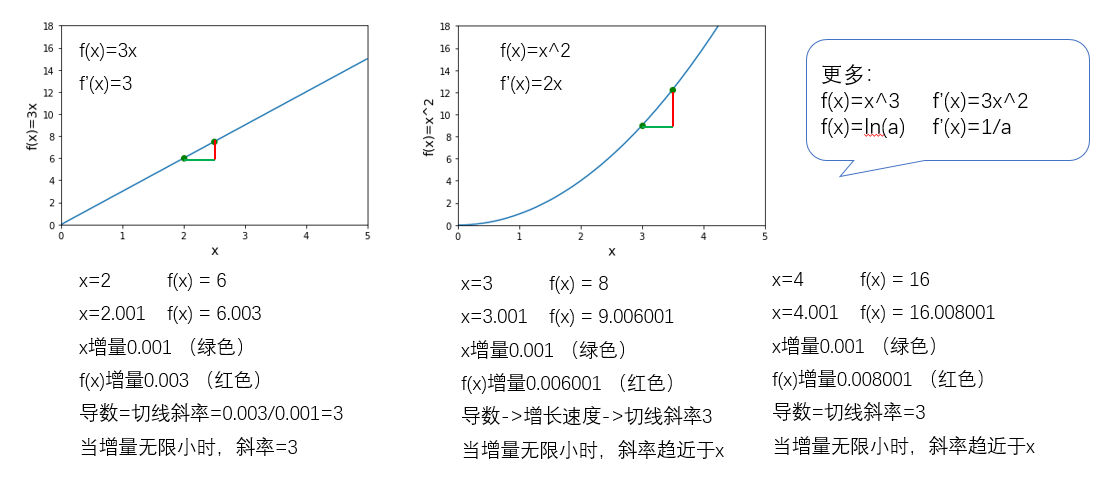 f(x)=3x
f'(x)=3
18
16
14
12
10
8
6
4
2
0
f(x)=3x
0 1 2 3 4 5
x
f(x)=x^2
f'(x)=2x
18
16
14
12
10
8
6
4
2
0
f(x)=x^2
0 1 2 3 4 5
x
更多：
f(x)=x^3 f'(x)=3x^2
f(x)=ln(a) f'(x)=1/a
x=2 f(x) = 6
x=2.001 f(x) = 6.003
x增量0.001 （绿色）
f(x)增量0.003 （红色）
导数=切线斜率=0.003/0.001=3
当增量无限小时，斜率=3
x=3 f(x) = 8
x=3.001 f(x) = 9.006001
x增量0.001 （绿色）
f(x)增量0.006001 （红色）
导数->增长速度->切线斜率3
当增量无限小时，斜率趋近于x
x=4 f(x) = 16
x=4.001 f(x) = 16.008001
x增量0.001 （绿色）
f(x)增量0.008001 （红色）
导数=切线斜率=3
当增量无限小时，斜率趋近于x